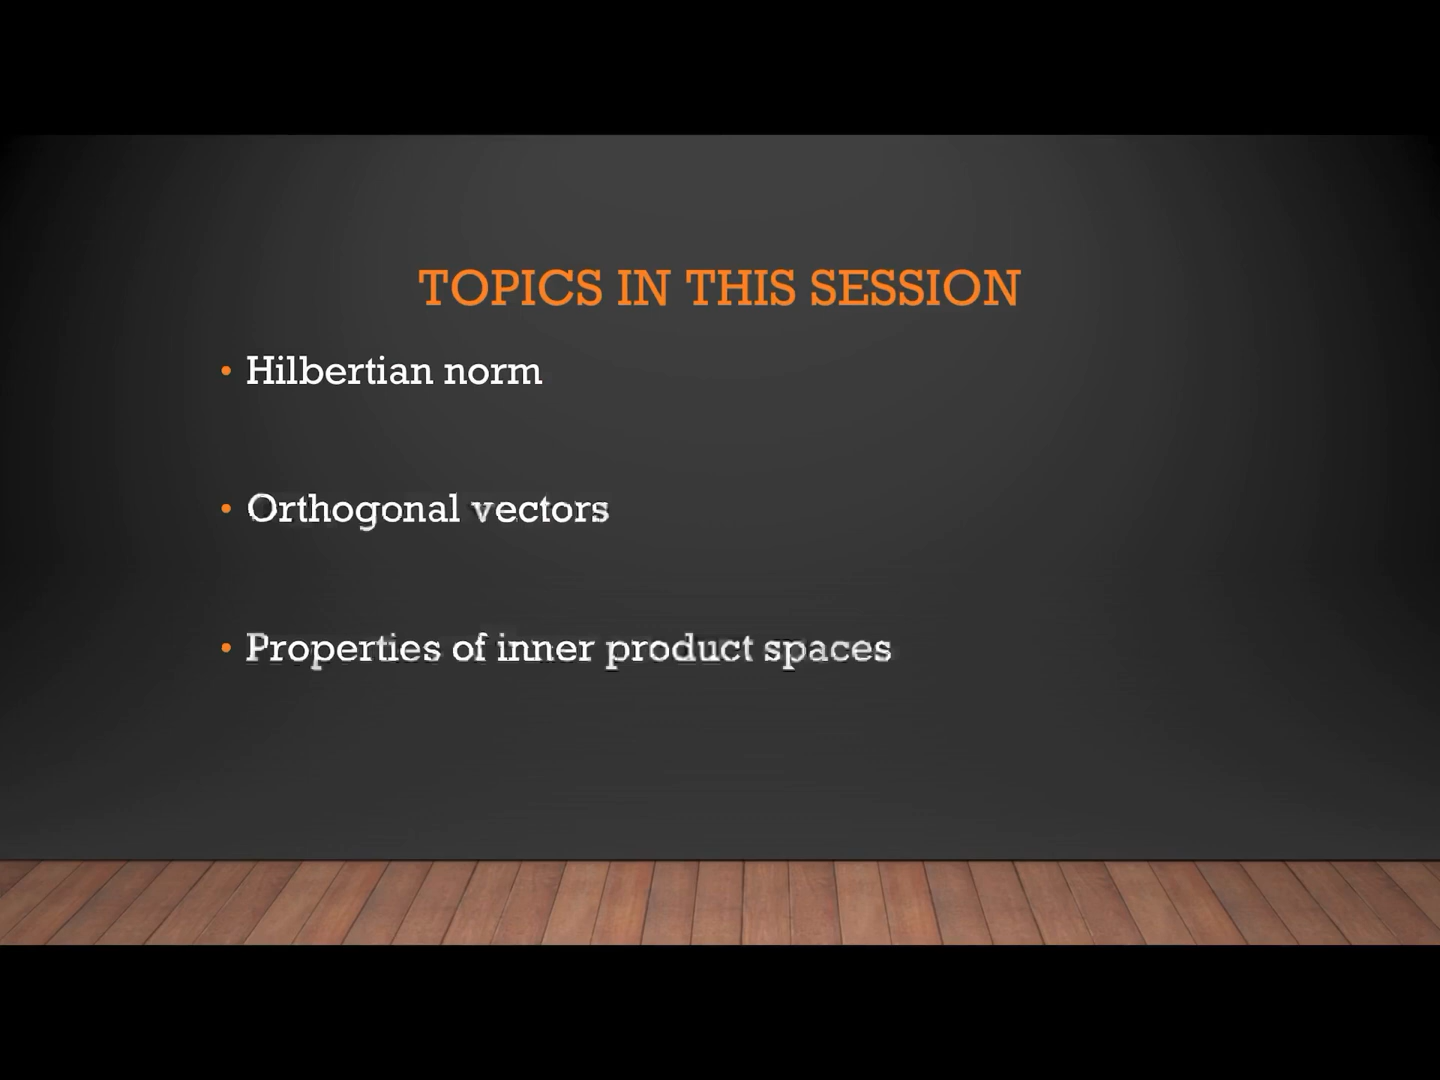 TOPICS IN THIS SESSION
• Hilbertian norm
• Orthogonal vectors
• Properties of inner product spaces